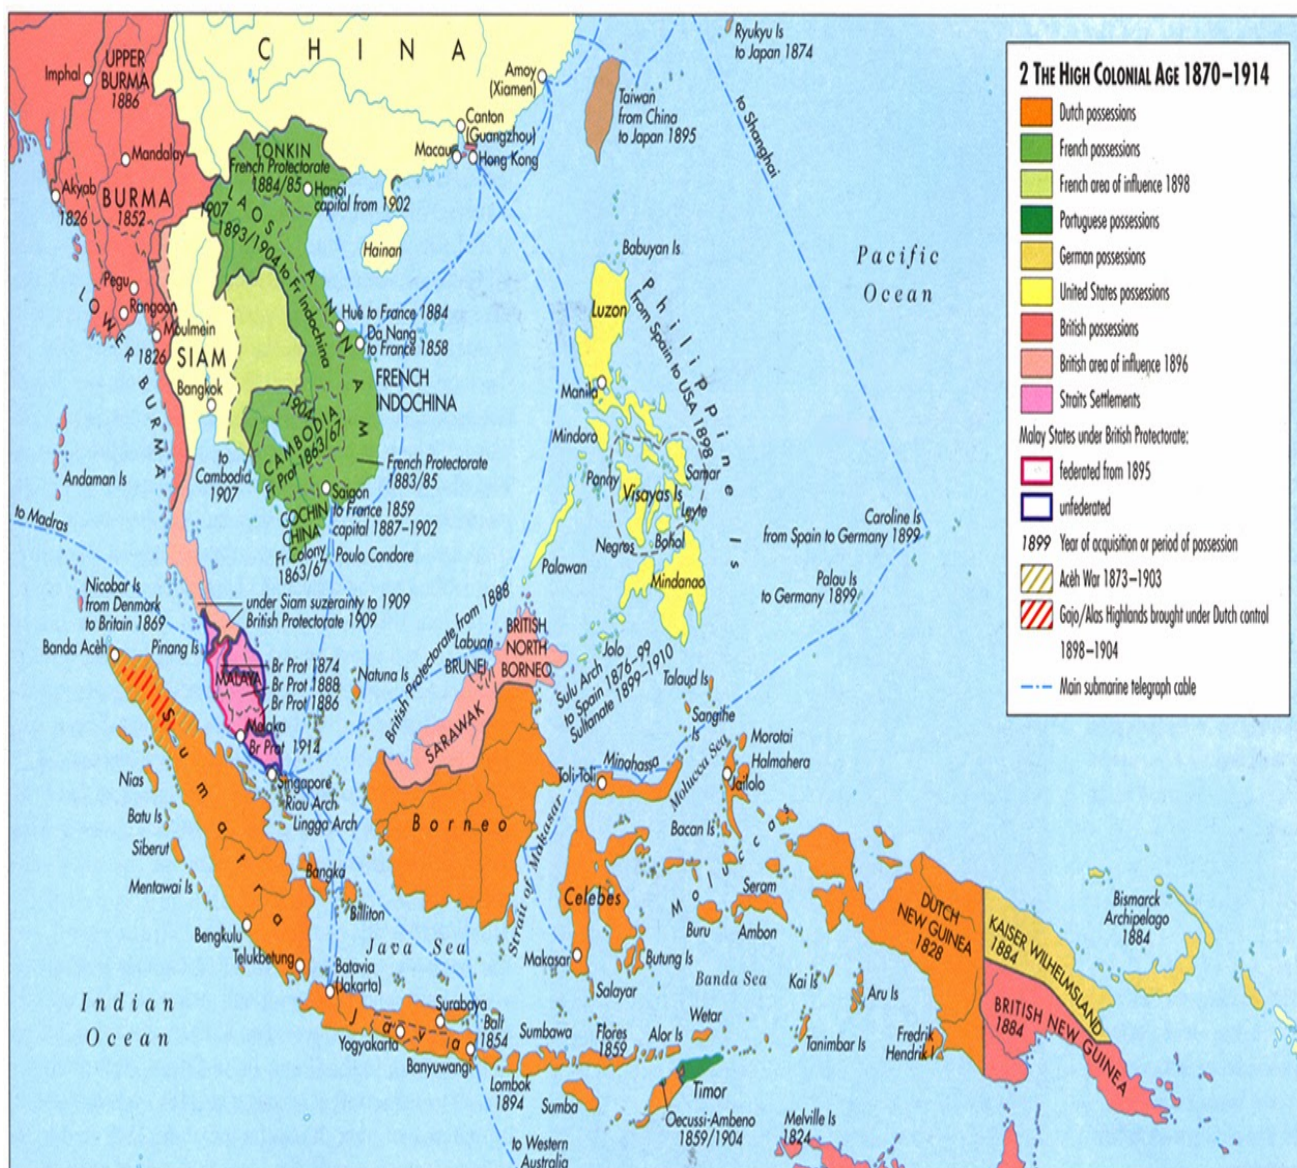 2 THE HIGH COLONIAL AGE 1870–1914
Dutch possessions
French possessions
French area of influence 1898
Portuguese possessions
German possessions
United States possessions
British possessions
British area of influence 1896
Straits Settlements
Malay States under British Protectorate:
federated from 1895
unfederated
1899 Year of acquisition or period of possession
Acèh War 1873–1903
Gajo/Alas Highlands brought under Dutch control
1898–1904
Main submarine telegraph cable
CHINA
Imphal
UPPER
BURMA
1886
Mandalay
Akyab
1826
BURMA
1852
Pegu
Rangoon
Moulmein
1826
LOWER BURMA
Amoy
(Xiamen)
Canton
(Guangzhou)
Macau
Hong Kong
Ryukyu Is
to Japan 1874
Taiwan
from China
to Japan 1895
to Shanghai
TONKIN
French Protectorate
1884/85
Hanoi
capital from 1902
LAOS
1907
1893/1904 to Fr Indochina
Hainan
ANNAM
Hué to France 1884
Da Nang
to France 1858
FRENCH
INDOCHINA
SIAM
Bangkok
1904
CAMBODIA
Fr Prot 1863/67
to
Cambodia,
1907
French Protectorate
1883/85
Saigon
to France 1859
capital 1887–1902
COCHIN
CHINA
Fr Colony
1863/67
Poulo Condore
Pacific
Ocean
Babuyan Is
Luzon
Philippine Is
from Spain to USA 1898
Manila
Mindoro
Panay
Visayas Is
Samar
Leyte
Negros
Bohol
Palawan
Mindanao
Caroline Is
from Spain to Germany 1899
Palau Is
to Germany 1899
Andaman Is
to Madras
Nicobar Is
from Denmark
to Britain 1869
under Siam suzerainty to 1909
British Protectorate 1909
Banda Acèh
Pinang Is
MALAYA
Br Prot 1874
Br Prot 1888
Br Prot 1886
Melaka
Br Prot 1914
Singapore
Riau Arch
Lingga Arch
Natuna Is
British Protectorate from 1888
Labuan
BRUNEI
BRITISH
NORTH
BORNEO
SARAWAK
Jolo
Sulu Arch
to Spain 1876–99
Sultanate 1899–1910
Talaud Is
Sangihe
Is
Sumatra
Nias
Batu Is
Siberut
Mentawai Is
Bengkulu
Telukbetung
Bangka
Billiton
Borneo
Strait of Makasar
Toli-Toli
Minahassa
Molucca Sea
Morotai
Halmahera
Jailolo
Bacan Is
Moluccas
Celebes
Seram
Buru
Ambon
Makasar
Butung Is
Salayar
Java Sea
Banda Sea
Kai Is
Aru Is
DUTCH
NEW GUINEA
1828
KAISER WILHELMSLAND
1884
Bismarck
Archipelago
1884
BRITISH NEW GUINEA
1884
Fredrik
Hendrik I
Tanimbar Is
Indian
Ocean
Batavia
(Jakarta)
Java
Surabaya
Yogyakarta
Banyuwangi
Bali
1854
Lombok
1894
Sumbawa
Sumba
Flores
1859
Alor Is
Wetar
Timor
Oecussi-Ambeno
1859/1904
Melville Is
1824
to Western
Australia